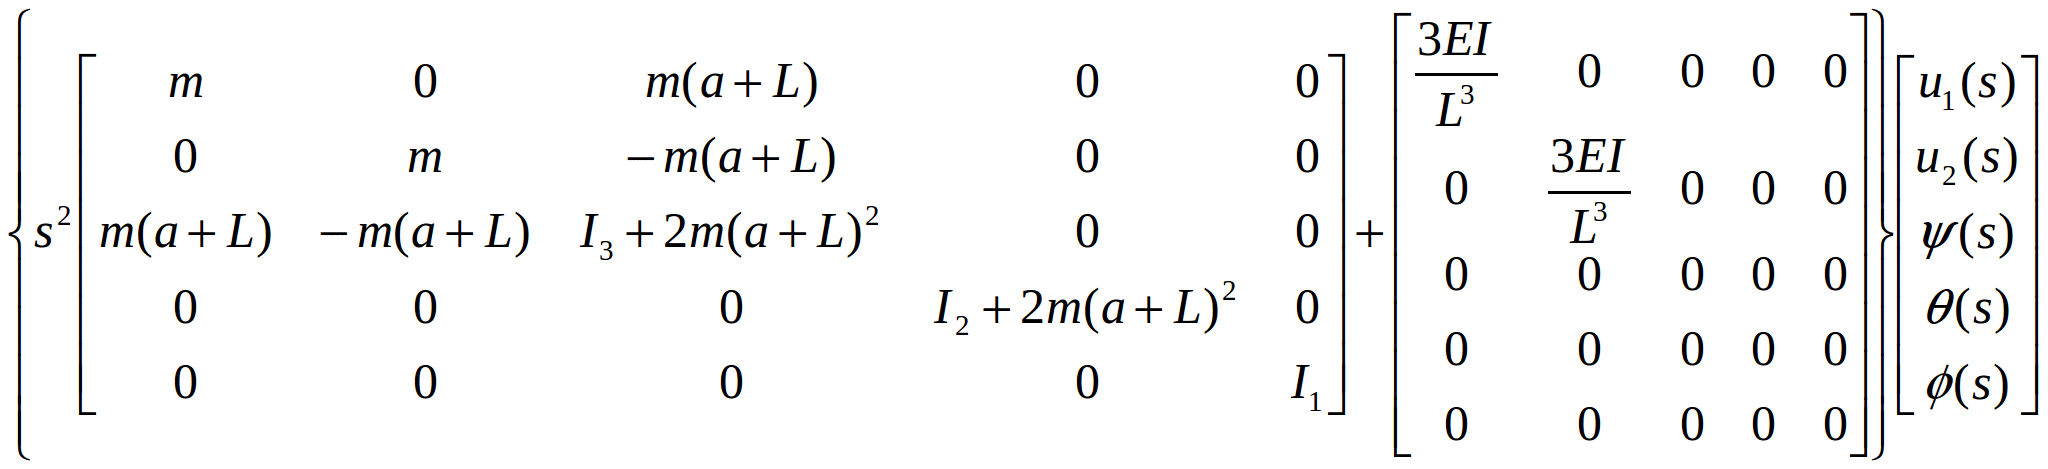 \left\{ s^2 \begin{bmatrix} m & 0 & m(a+L) & 0 & 0 \\ 0 & m & -m(a+L) & 0 & 0 \\ m(a+L) & -m(a+L) & I_3+2m(a+L)^2 & 0 & 0 \\ 0 & 0 & 0 & I_2+2m(a+L)^2 & 0 \\ 0 & 0 & 0 & 0 & I_1 \end{bmatrix} + \begin{bmatrix} \frac{3EI}{L^3} & 0 & 0 & 0 & 0 \\ 0 & \frac{3EI}{L^3} & 0 & 0 & 0 \\ 0 & 0 & 0 & 0 & 0 \\ 0 & 0 & 0 & 0 & 0 \\ 0 & 0 & 0 & 0 & 0 \end{bmatrix} \right\} \begin{bmatrix} u_1(s) \\ u_2(s) \\ \psi(s) \\ \theta(s) \\ \phi(s) \end{bmatrix}